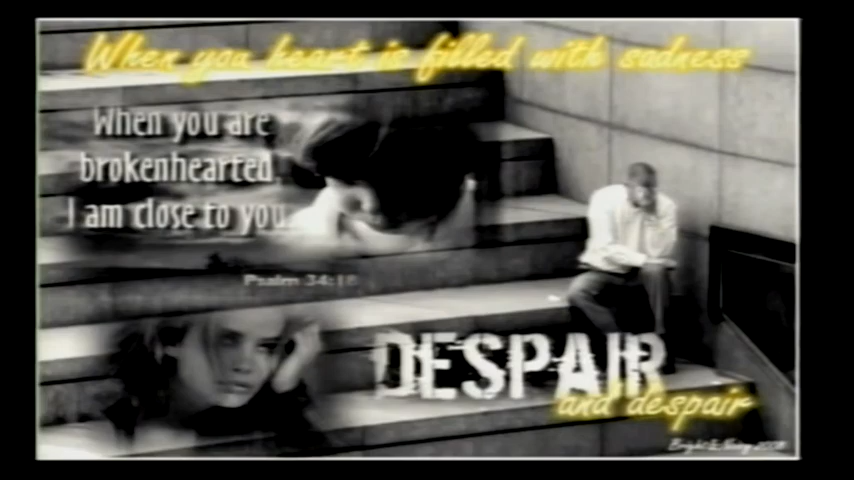 When you heart is filled with sadness
When you are
brokenhearted,
I am close to you.
Psalm 34:18
DESPAIR
and despair
2008